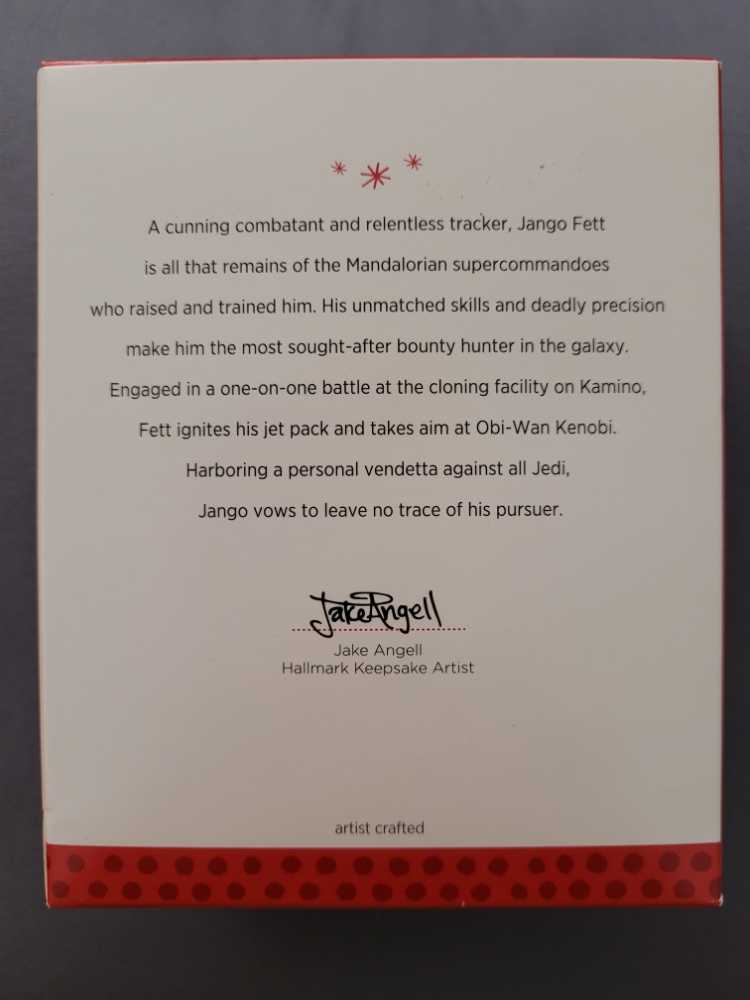 A cunning combatant and relentless tracker, Jango Fett
is all that remains of the Mandalorian supercommandoes
who raised and trained him. His unmatched skills and deadly precision
make him the most sought-after bounty hunter in the galaxy.
Engaged in a one-on-one battle at the cloning facility on Kamino,
Fett ignites his jet pack and takes aim at Obi-Wan Kenobi.
Harboring a personal vendetta against all Jedi,
Jango vows to leave no trace of his pursuer.
Jake Angell
Jake Angell
Hallmark Keepsake Artist
artist crafted